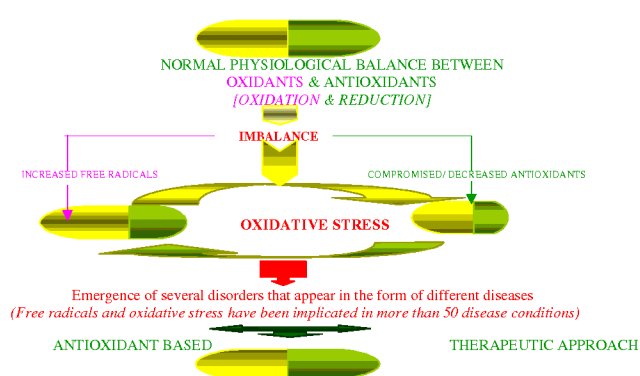 NORMAL PHYSIOLOGICAL BALANCE BETWEEN
OXIDANTS & ANTIOXIDANTS
[OXIDATION & REDUCTION]
IMBALANCE
INCREASED FREE RADICALS
COMPROMISED/ DECREASED ANTIOXIDANTS
OXIDATIVE STRESS
Emergence of several disorders that appear in the form of different diseases
(Free radicals and oxidative stress have been implicated in more than 50 disease conditions)
ANTIOXIDANT BASED THERAPEUTIC APPROACH